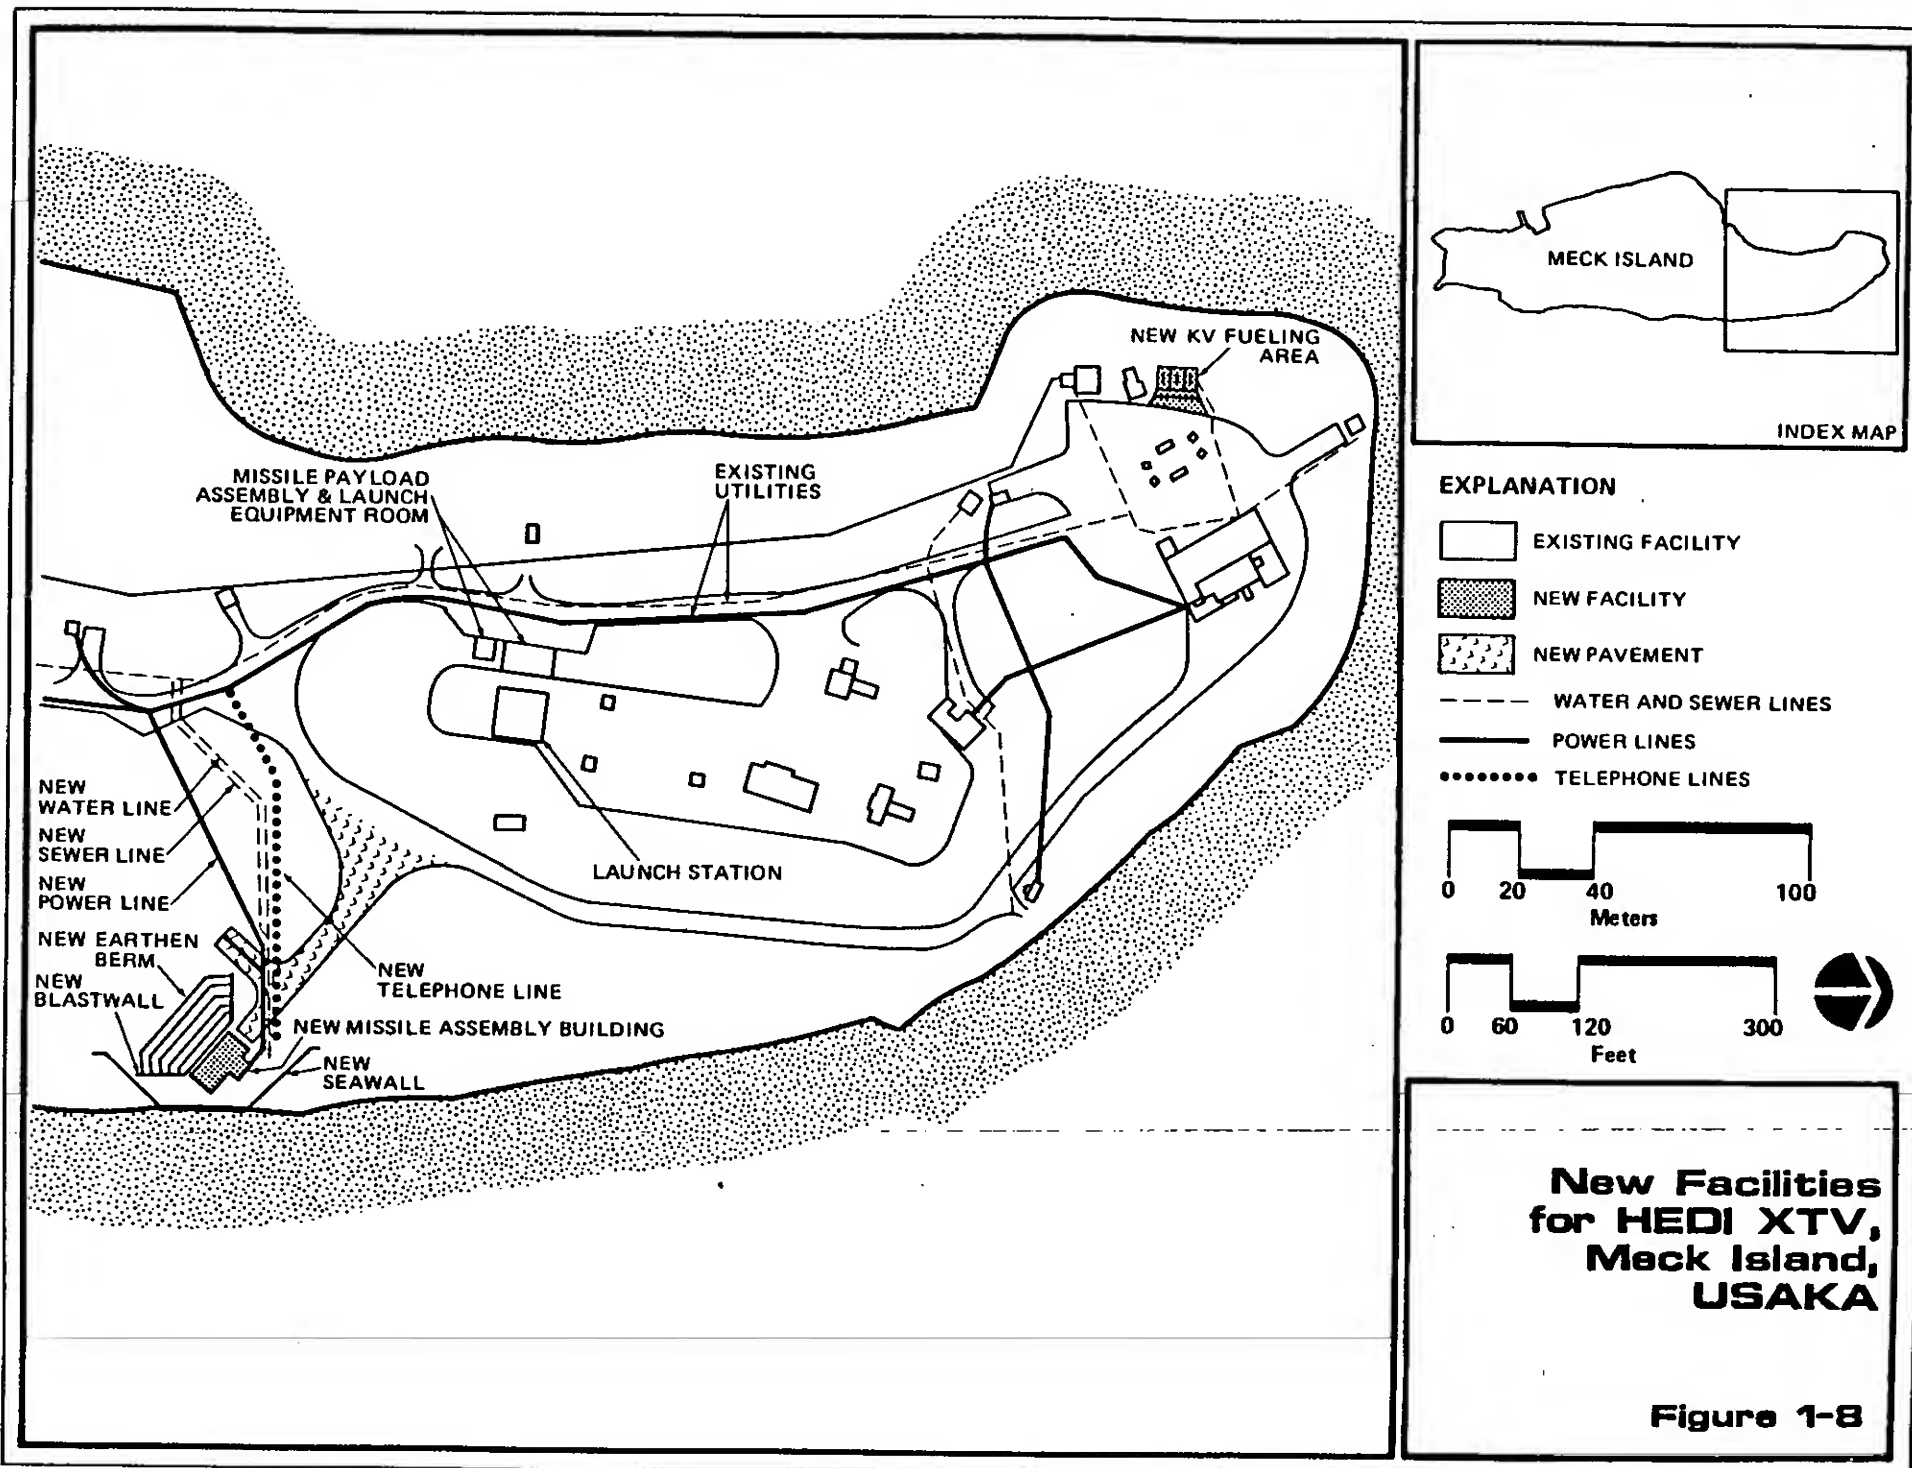 NEW KV FUELING
AREA
MISSILE PAYLOAD
ASSEMBLY & LAUNCH
EQUIPMENT ROOM
EXISTING
UTILITIES
NEW
WATER LINE
NEW
SEWER LINE
NEW
POWER LINE
NEW EARTHEN
BERM
NEW
BLASTWALL
LAUNCH STATION
NEW
TELEPHONE LINE
NEW MISSILE ASSEMBLY BUILDING
NEW
SEAWALL
MECK ISLAND
INDEX MAP
EXPLANATION
EXISTING FACILITY
NEW FACILITY
NEW PAVEMENT
WATER AND SEWER LINES
POWER LINES
TELEPHONE LINES
0 20 40 100
Meters
0 60 120 300
Feet
New Facilities
for HEDI XTV,
Meck Island,
USAKA
Figure 1-8